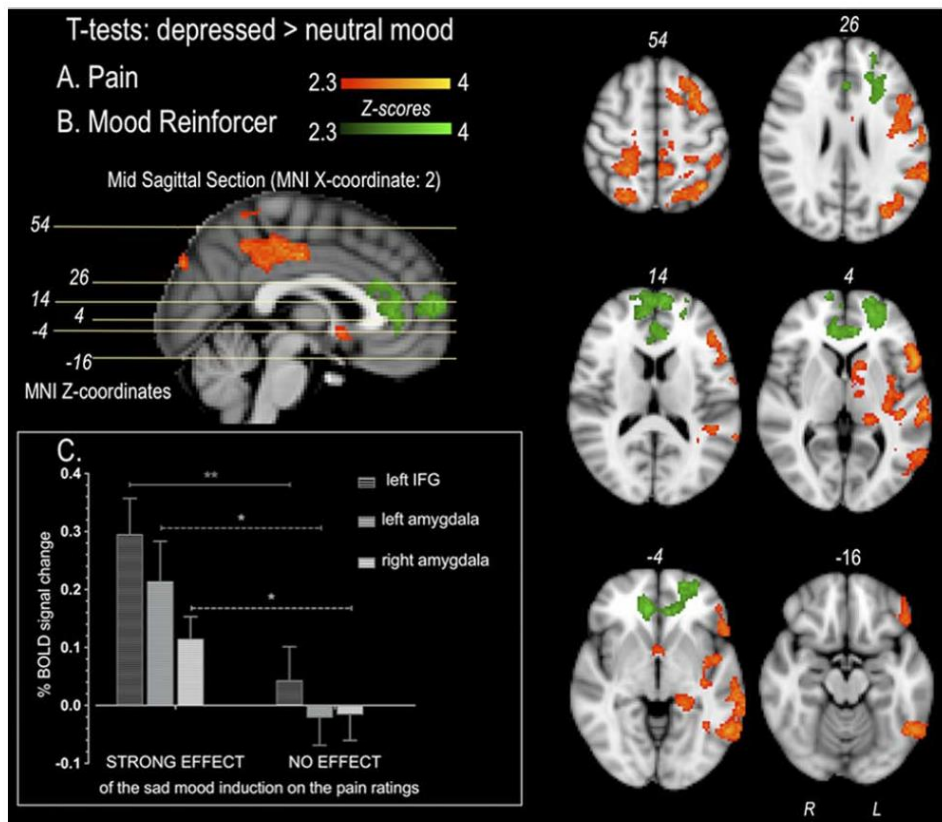 T-tests: depressed > neutral mood
A. Pain 2.3 4
Z-scores
B. Mood Reinforcer 2.3 4
Mid Sagittal Section (MNI X-coordinate: 2)
54
26
14
4
-4
-16
MNI Z-coordinates
C.
0.4
0.3
0.2
0.1
0.0
-0.1
% BOLD signal change
**
*
*
left IFG
left amygdala
right amygdala
STRONG EFFECT NO EFFECT
of the sad mood induction on the pain ratings
54 26
14 4
-4 -16
R L